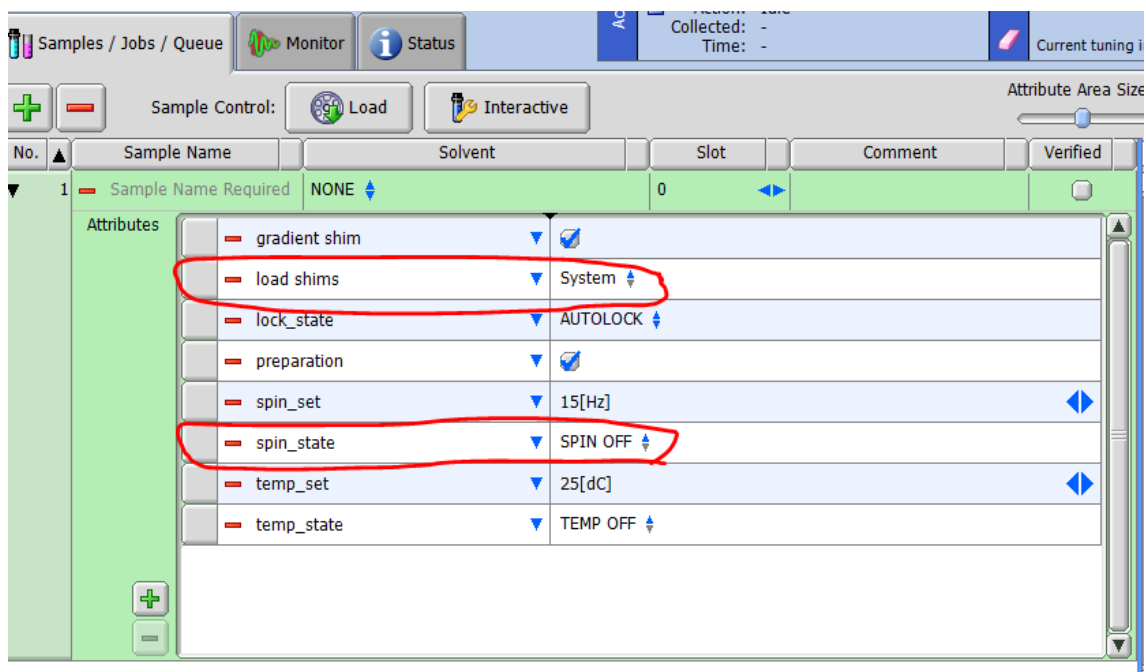 Action: Idle
Collected: -
Time: -
Samples / Jobs / Queue
Monitor
Status
Current tuning i
Sample Control:
Load
Interactive
Attribute Area Size
No.
Sample Name
Solvent
Slot
Comment
Verified
1
Sample Name Required
NONE
0
Attributes
gradient shim
load shims System
lock_state AUTOLOCK
preparation
spin_set 15[Hz]
spin_state SPIN OFF
temp_set 25[dC]
temp_state TEMP OFF